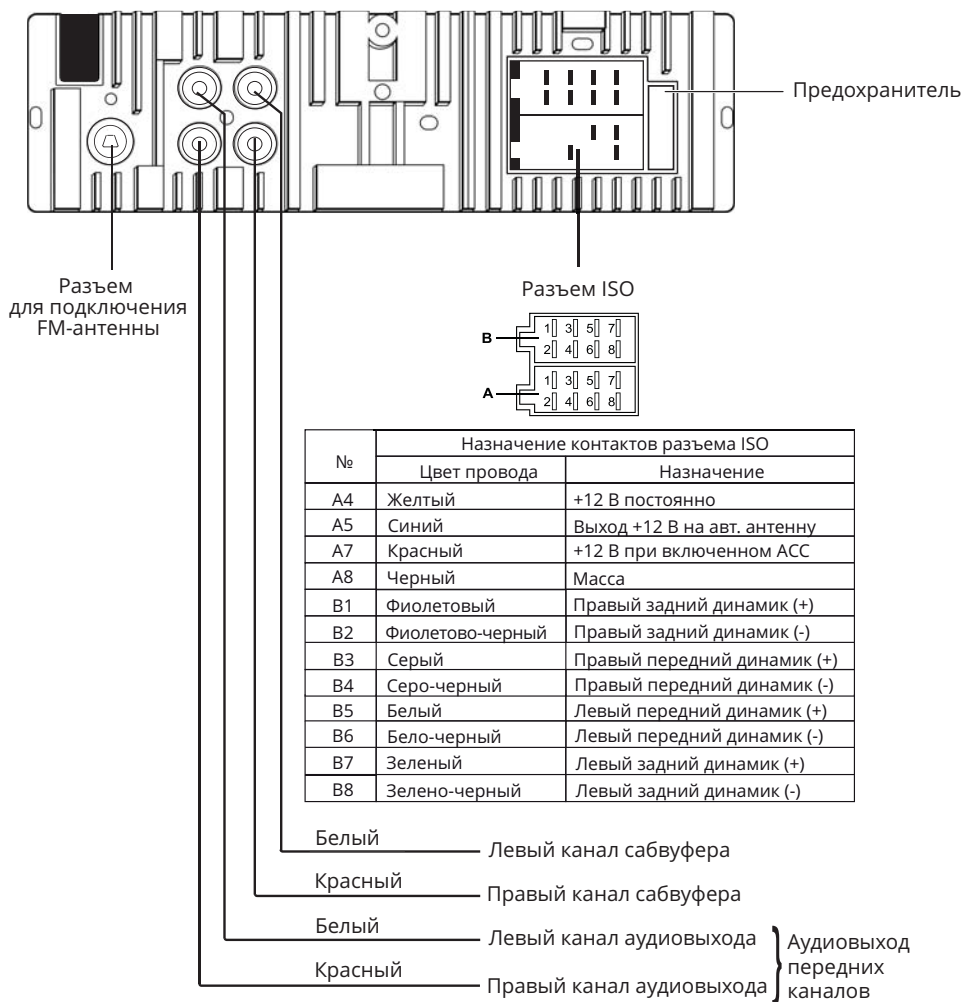 Предохранитель
Разъем
для подключения
FM-антенны
Разъем ISO
B
1 3 5 7
2 4 6 8
A
1 3 5 7
2 4 6 8
№ Назначение контактов разъема ISO
Цвет провода Назначение
A4 Желтый +12 В постоянно
A5 Синий Выход +12 В на авт. антенну
A7 Красный +12 В при включенном ACC
A8 Черный Масса
B1 Фиолетовый Правый задний динамик (+)
B2 Фиолетово-черный Правый задний динамик (-)
B3 Серый Правый передний динамик (+)
B4 Серо-черный Правый передний динамик (-)
B5 Белый Левый передний динамик (+)
B6 Бело-черный Левый передний динамик (-)
B7 Зеленый Левый задний динамик (+)
B8 Зелено-черный Левый задний динамик (-)
Белый Левый канал сабвуфера
Красный Правый канал сабвуфера
Белый Левый канал аудиовыхода
Красный Правый канал аудиовыхода
Аудиовыход
передних
каналов